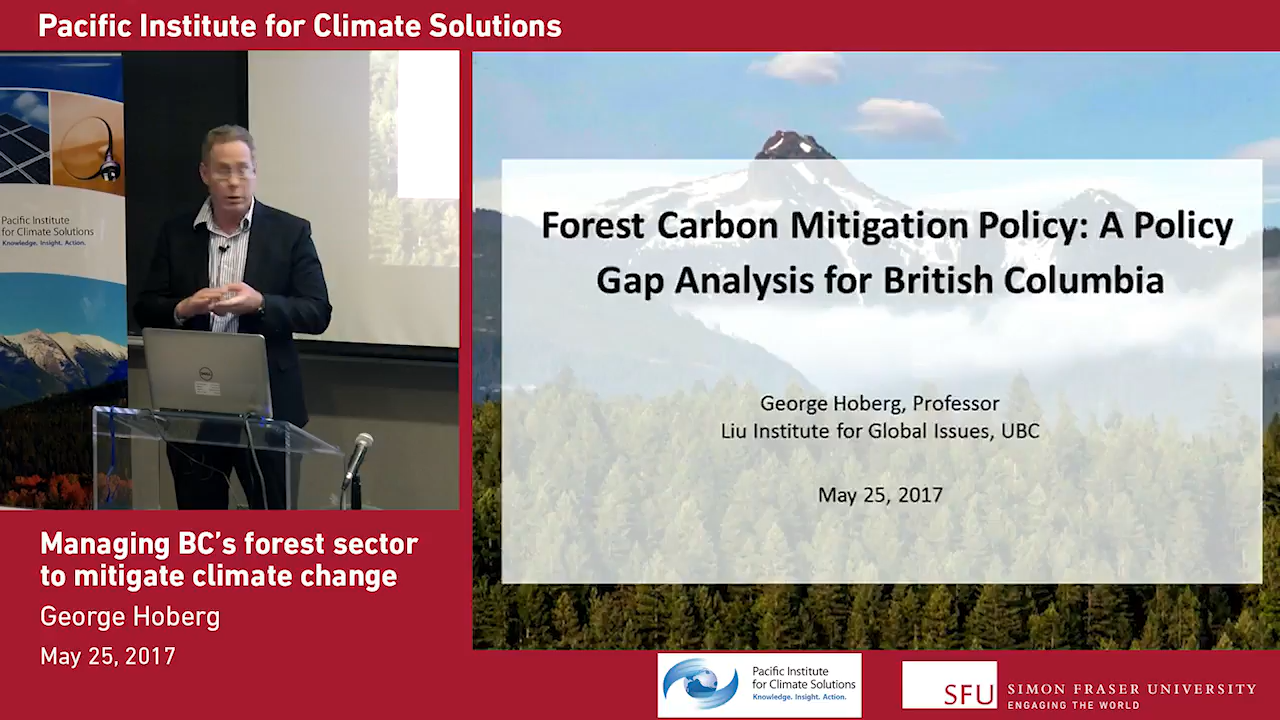 Pacific Institute for Climate Solutions
Pacific Institute
for Climate Solutions
Knowledge. Insight. Action.
DELL
Forest Carbon Mitigation Policy: A Policy
Gap Analysis for British Columbia
George Hoberg, Professor
Liu Institute for Global Issues, UBC
May 25, 2017
Managing BC's forest sector
to mitigate climate change
George Hoberg
May 25, 2017
Pacific Institute
for Climate Solutions
Knowledge. Insight. Action.
SFU
SIMON FRASER UNIVERSITY
ENGAGING THE WORLD